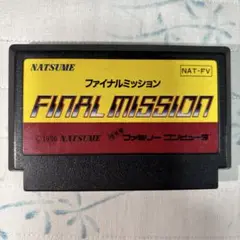 NATSUME
NAT-FV
ファイナルミッション
FINAL MISSION
©1990 NATSUME
ファミリー コンピュータ